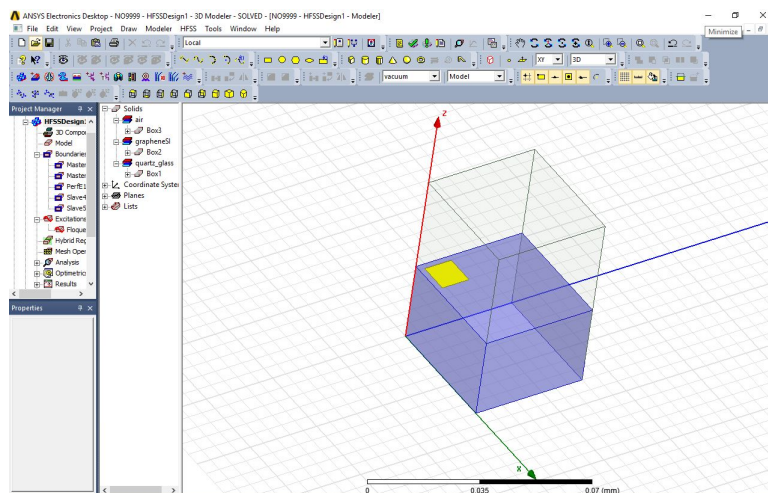 ANSYS Electronics Desktop - NO9999 - HFSSDesign1 - 3D Modeler - SOLVED - [NO9999 - HFSSDesign1 - Modeler]
File Edit View Project Draw Modeler HFSS Tools Window Help
Minimize
Local
XY
3D
vacuum
Model
Project Manager
HFSSDesign1
3D Compo
Model
Boundaries
Master
Master
PerfE1
Slave4
Slave5
Excitations
Floque
Hybrid Reg
Mesh Oper
Analysis
Optimetric
Results
Properties
Solids
air
Box3
grapheneSl
Box2
quartz_glass
Box1
Coordinate System
Planes
Lists
Z
X
0
0.035
0.07 (mm)